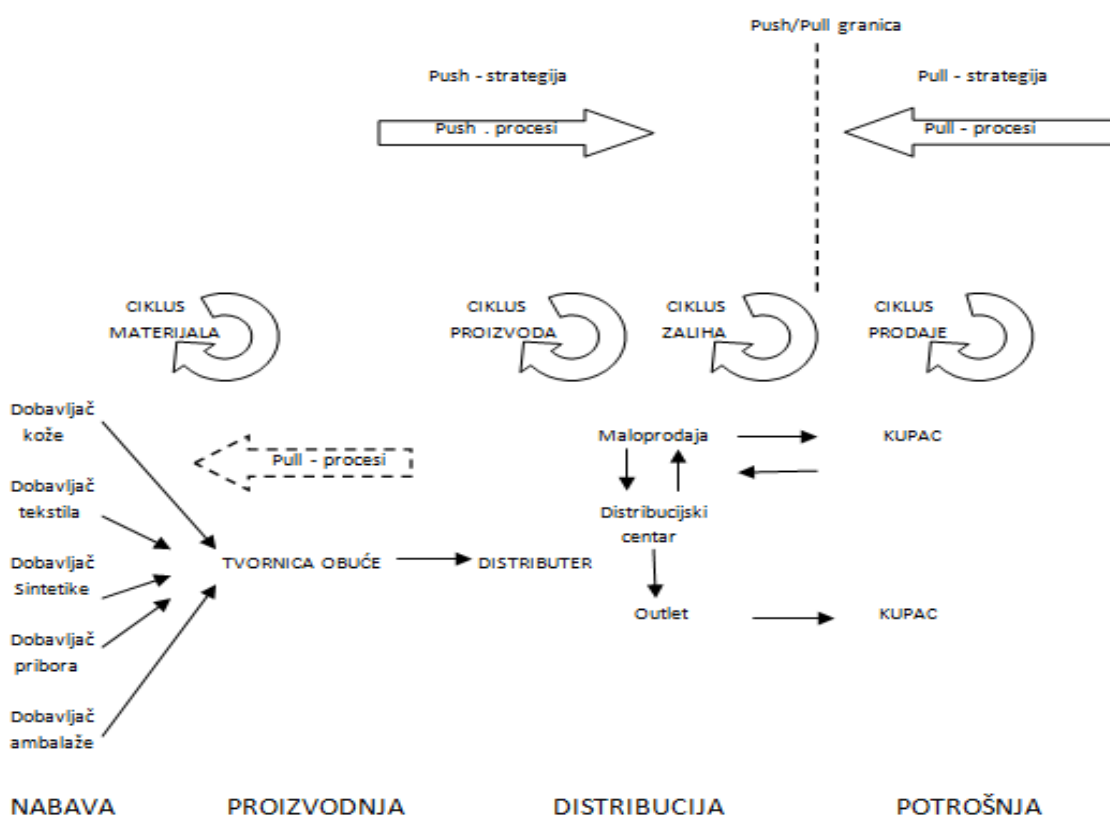 Push/Pull granica
Push - strategija
Pull - strategija
Push . procesi
Pull - procesi
CIKLUS
MATERIJALA
CIKLUS
PROIZVODA
CIKLUS
ZALIHA
CIKLUS
PRODAJE
Dobavljač
kože
Dobavljač
tekstila
Dobavljač
Sintetike
Dobavljač
pribora
Dobavljač
ambalaže
Pull - procesi
TVORNICA OBUĆE
DISTRIBUTER
Maloprodaja
Distribucijski
centar
Outlet
KUPAC
KUPAC
NABAVA
PROIZVODNJA
DISTRIBUCIJA
POTROŠNJA